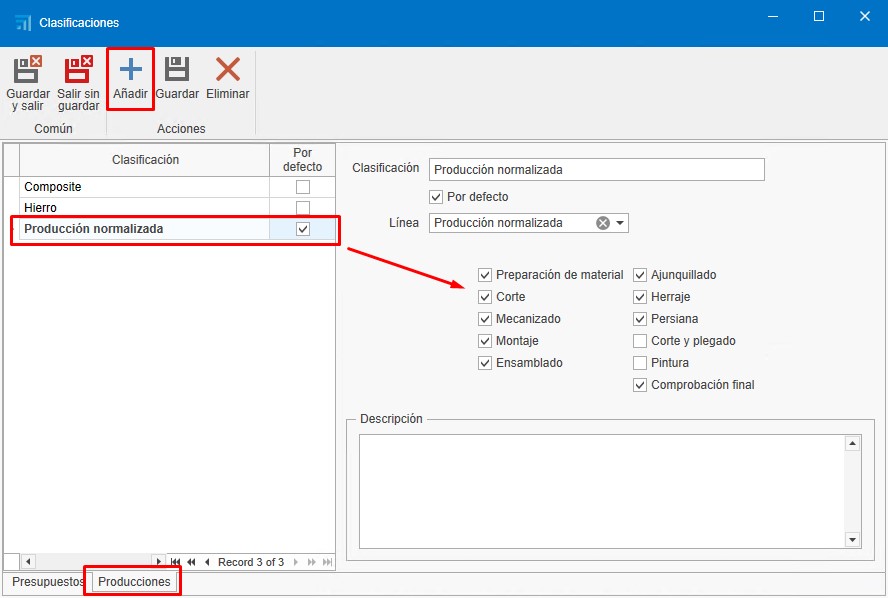 Clasificaciones
Guardar y salir
Salir sin guardar
Añadir
Guardar
Eliminar
Común
Acciones
Clasificación
Por defecto
Composite
Hierro
Producción normalizada
Record 3 of 3
Presupuestos
Producciones
Clasificación
Producción normalizada
Por defecto
Línea
Producción normalizada
Preparación de material
Ajunquillado
Corte
Herraje
Mecanizado
Persiana
Montaje
Corte y plegado
Ensamblado
Pintura
Comprobación final
Descripción